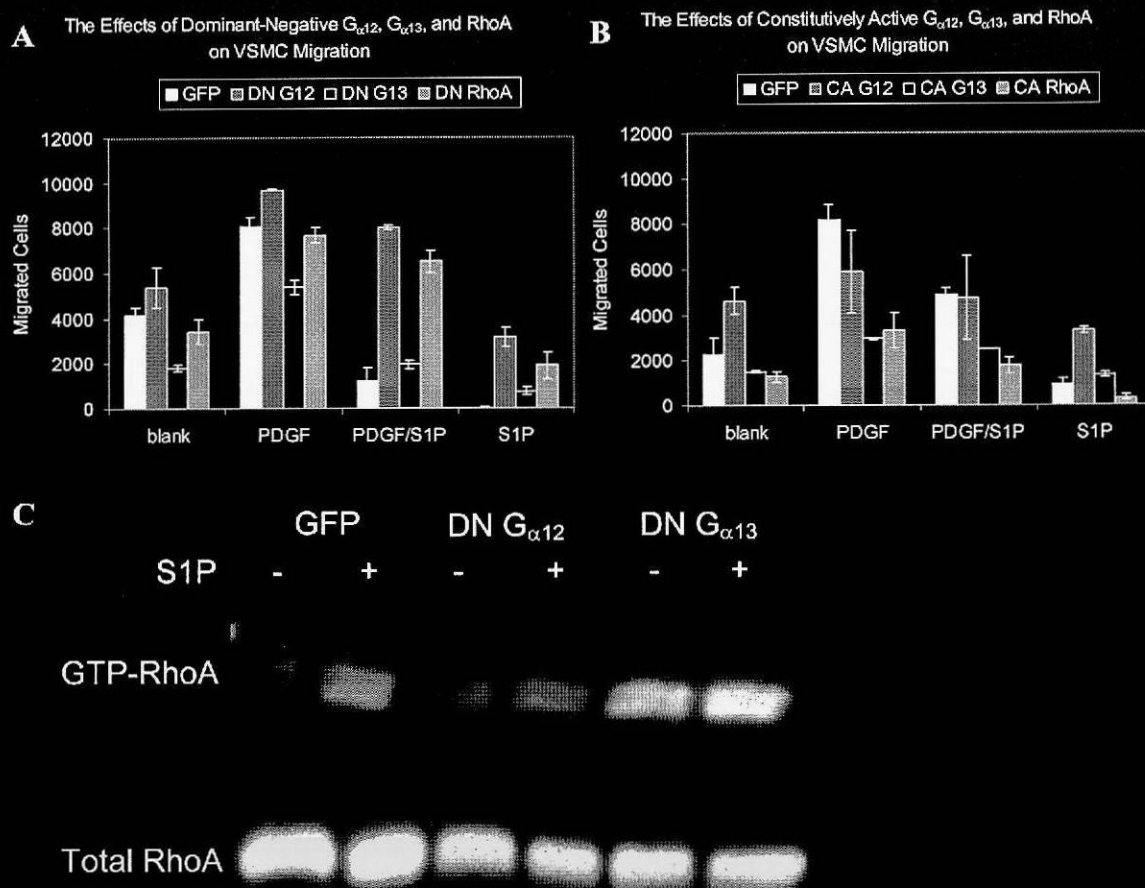 A
The Effects of Dominant-Negative Gα12, Gα13, and RhoA
on VSMC Migration
GFP DN G12 DN G13 DN RhoA
Migrated Cells
12000
10000
8000
6000
4000
2000
0
blank PDGF PDGF/S1P S1P
B
The Effects of Constitutively Active Gα12, Gα13, and RhoA
on VSMC Migration
GFP CA G12 CA G13 CA RhoA
Migrated Cells
12000
10000
8000
6000
4000
2000
0
blank PDGF PDGF/S1P S1P
C
GFP DN Gα12 DN Gα13
S1P - + - + - +
GTP-RhoA
Total RhoA